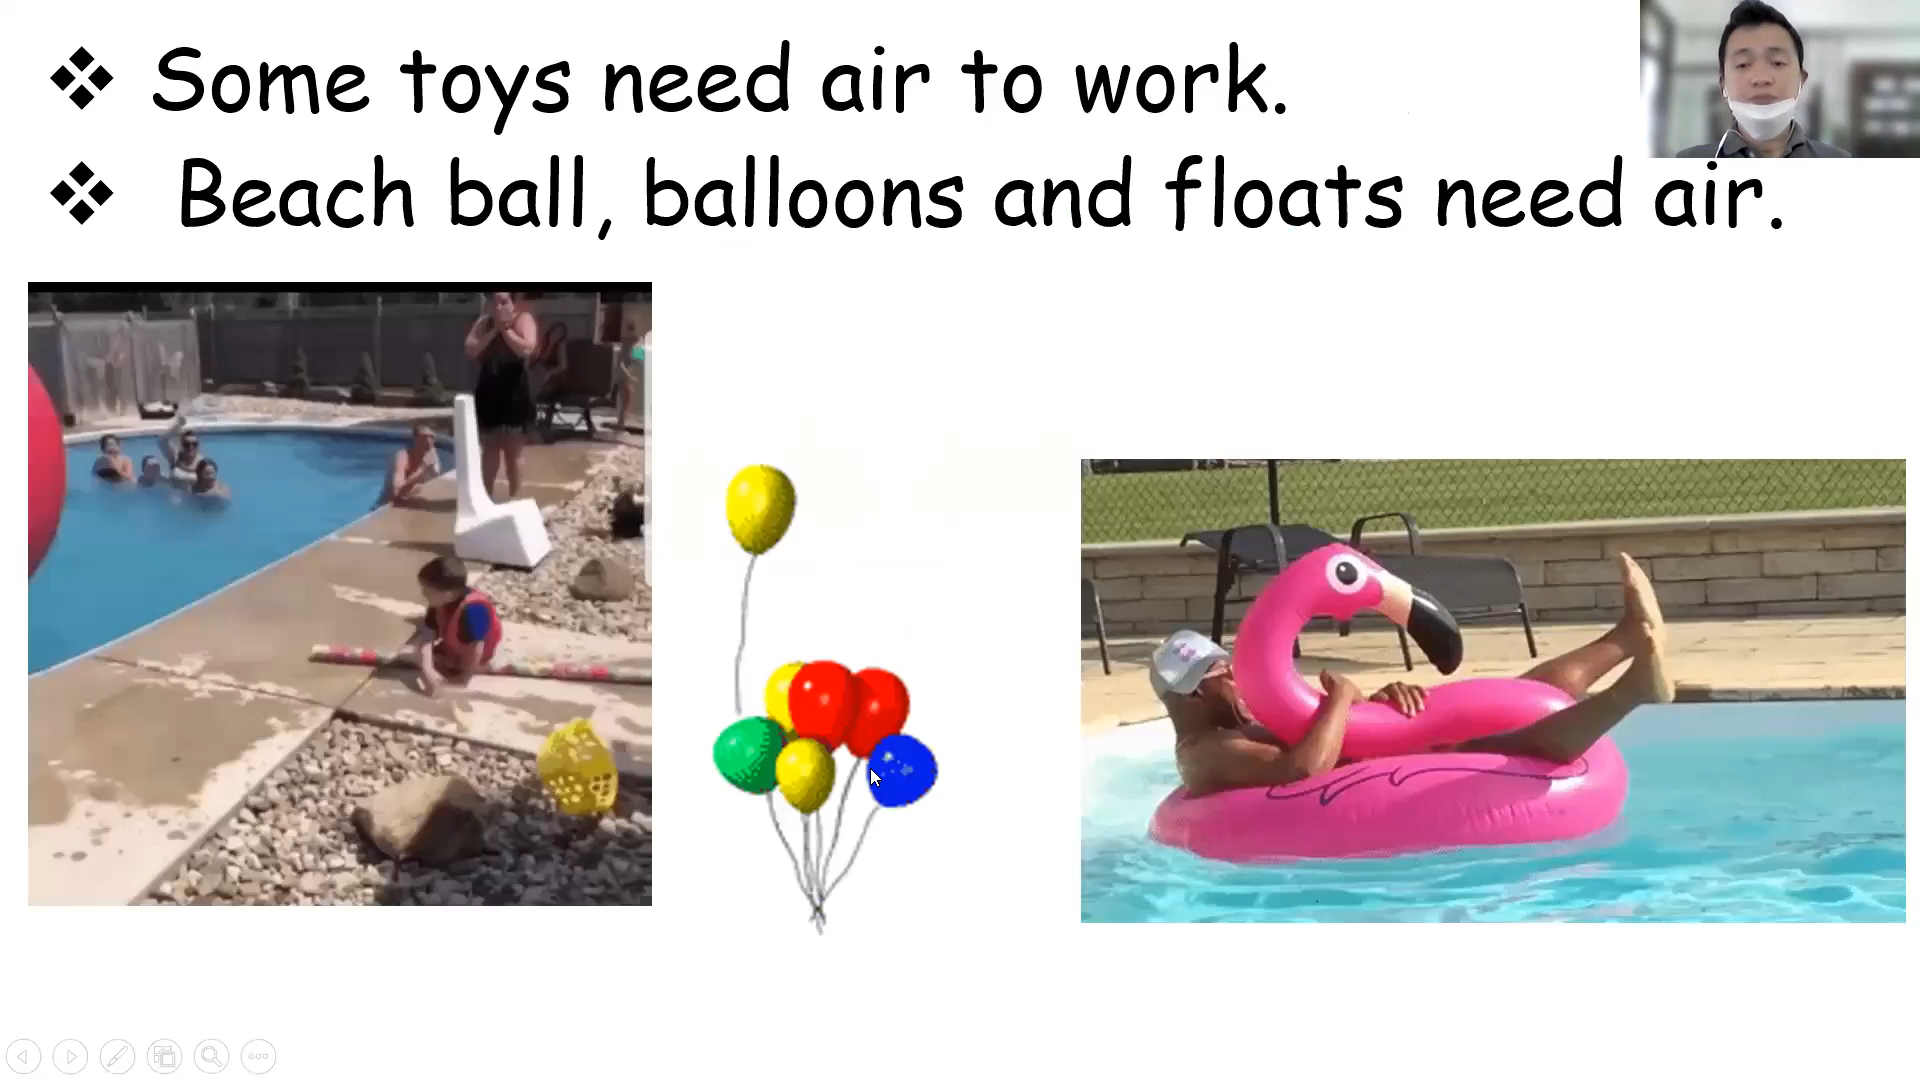 Some toys need air to work.
Beach ball, balloons and floats need air.